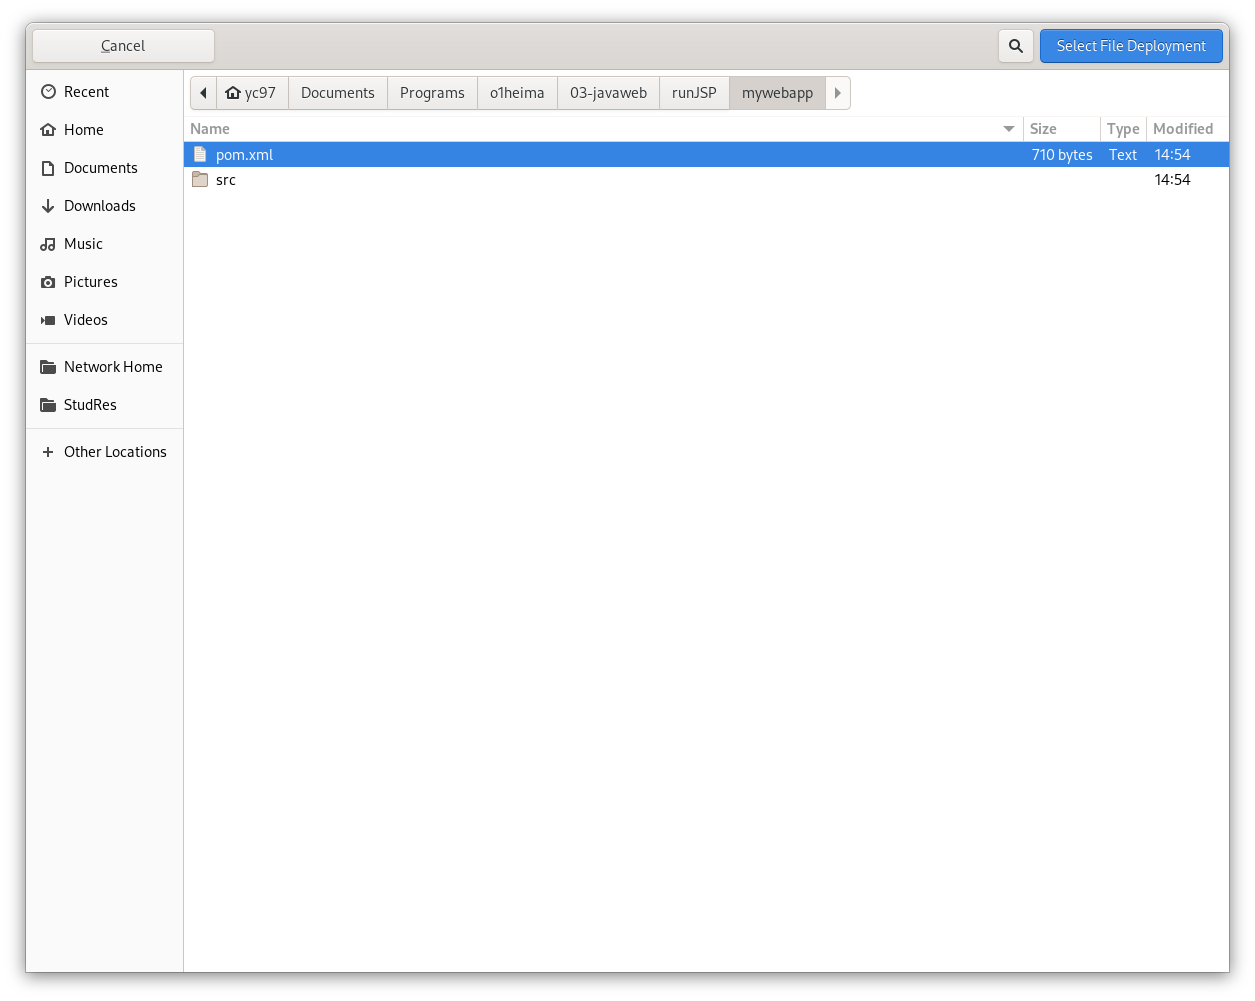 Cancel
Select File Deployment
Recent
Home
Documents
Downloads
Music
Pictures
Videos
Network Home
StudRes
Other Locations
yc97 Documents Programs o1heima 03-javaweb runJSP mywebapp
Name Size Type Modified
pom.xml 710 bytes Text 14:54
src 14:54